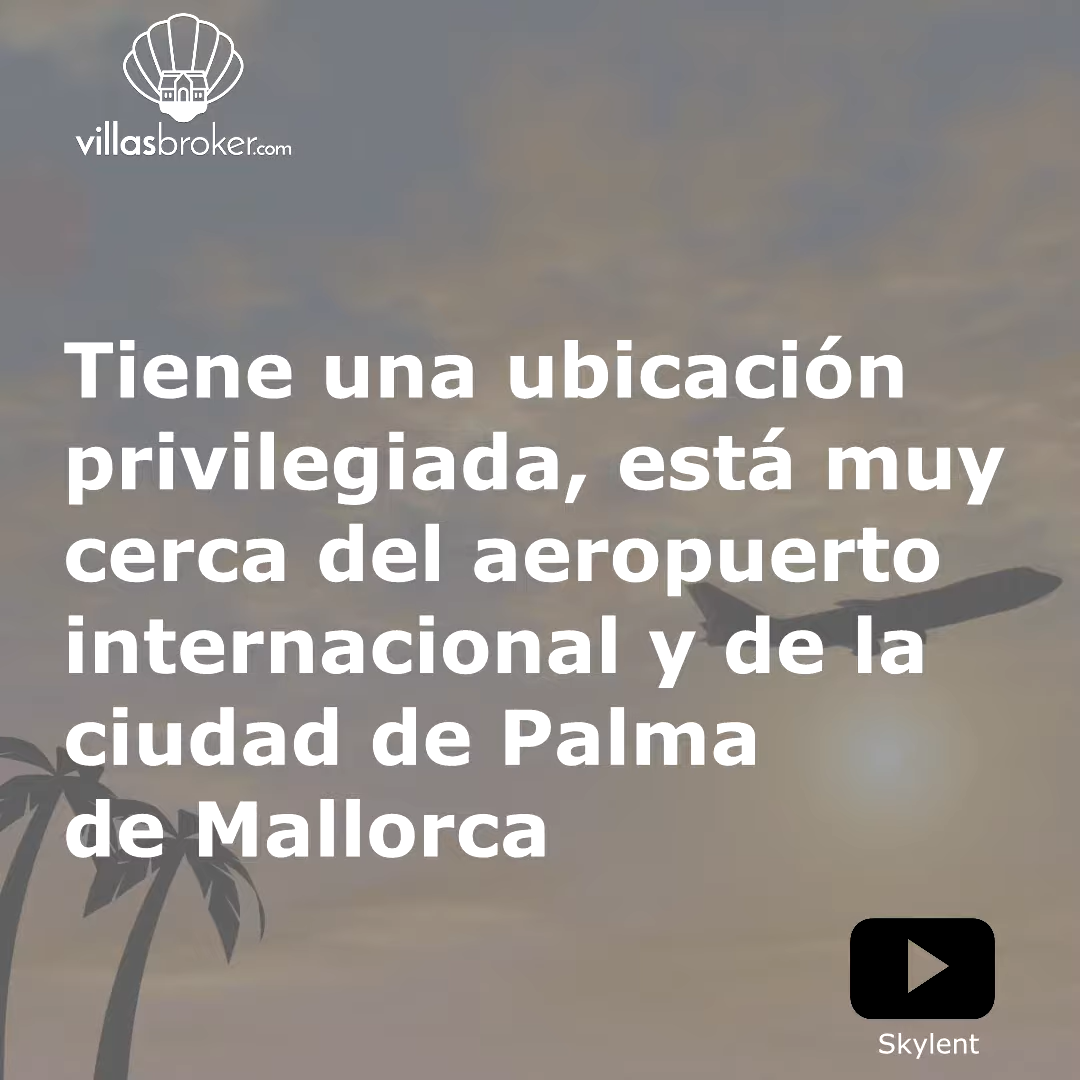 villasbroker.com
Tiene una ubicación
privilegiada, está muy
cerca del aeropuerto
internacional y de la
ciudad de Palma
de Mallorca
Skylent